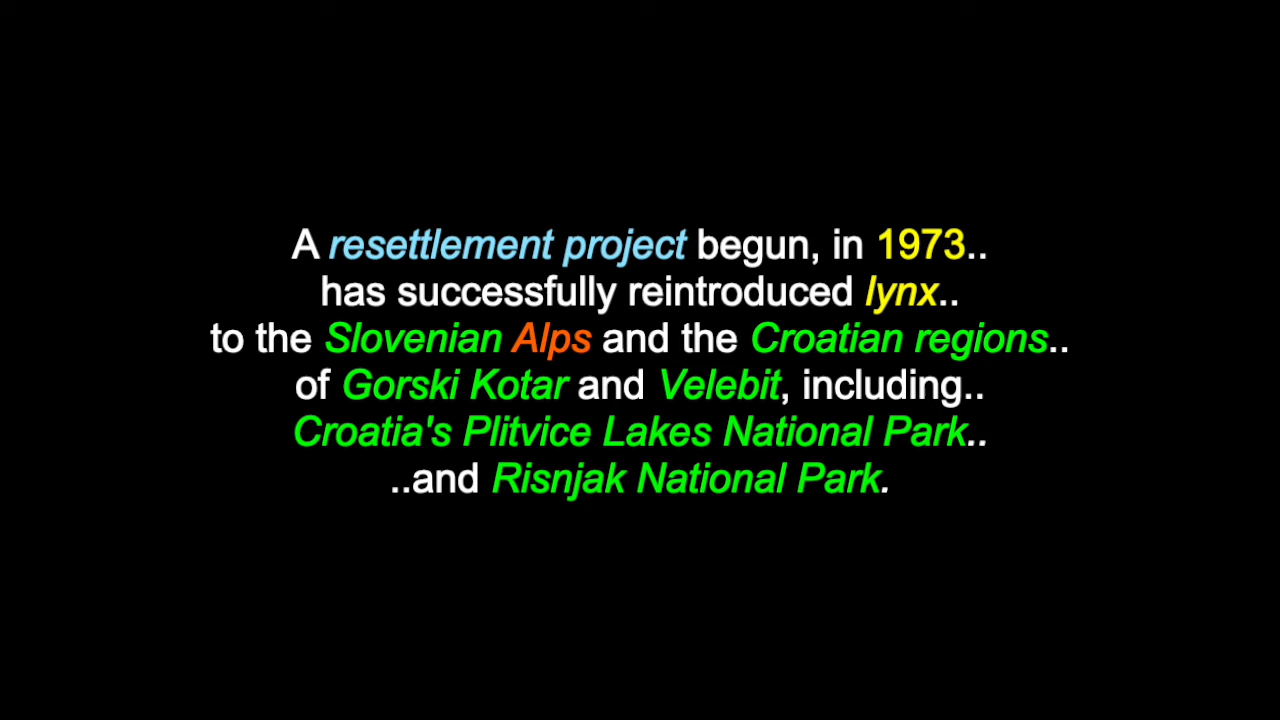 A resettlement project begun, in 1973..
has successfully reintroduced lynx..
to the Slovenian Alps and the Croatian regions..
of Gorski Kotar and Velebit, including..
Croatia's Plitvice Lakes National Park..
..and Risnjak National Park.